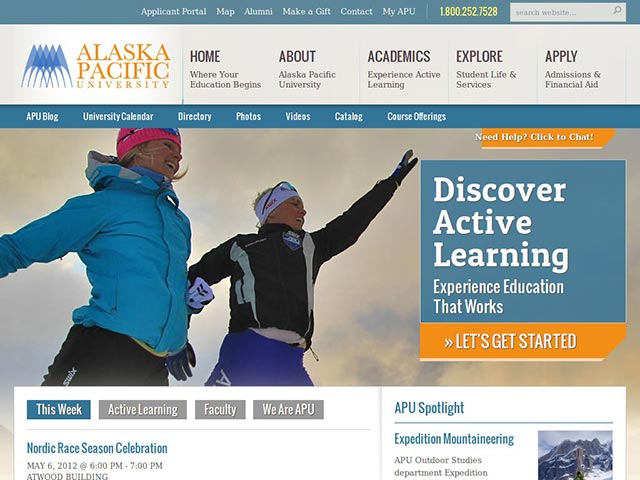 Applicant Portal Map Alumni Make a Gift Contact My APU 1.800.252.7528 search website...
ALASKA
PACIFIC
UNIVERSITY
HOME
Where Your
Education Begins
ABOUT
Alaska Pacific
University
ACADEMICS
Experience Active
Learning
EXPLORE
Student Life &
Services
APPLY
Admissions &
Financial Aid
APU Blog University Calendar Directory Photos Videos Catalog Course Offerings
Need Help? Click to Chat!
Discover
Active
Learning
Experience Education
That Works
» LET'S GET STARTED
This Week Active Learning Faculty We Are APU
Nordic Race Season Celebration
MAY 6, 2012 @ 6:00 PM - 7:00 PM
ATWOOD BUILDING
APU Spotlight
Expedition Mountaineering
APU Outdoor Studies
department Expedition